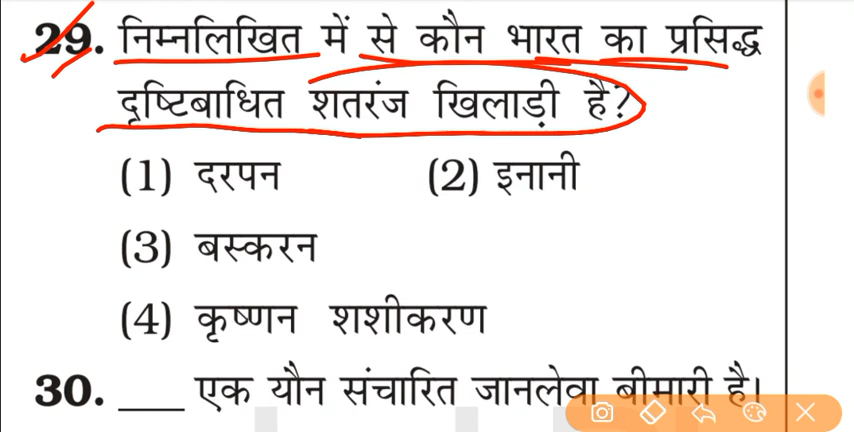 29. निम्नलिखित में से कौन भारत का प्रसिद्ध
दृष्टिबाधित शतरंज खिलाड़ी है?
(1) दरपन (2) इनानी
(3) बस्करन
(4) कृष्णन शशीकरण
30. ____ एक यौन संचारित जानलेवा बीमारी है।